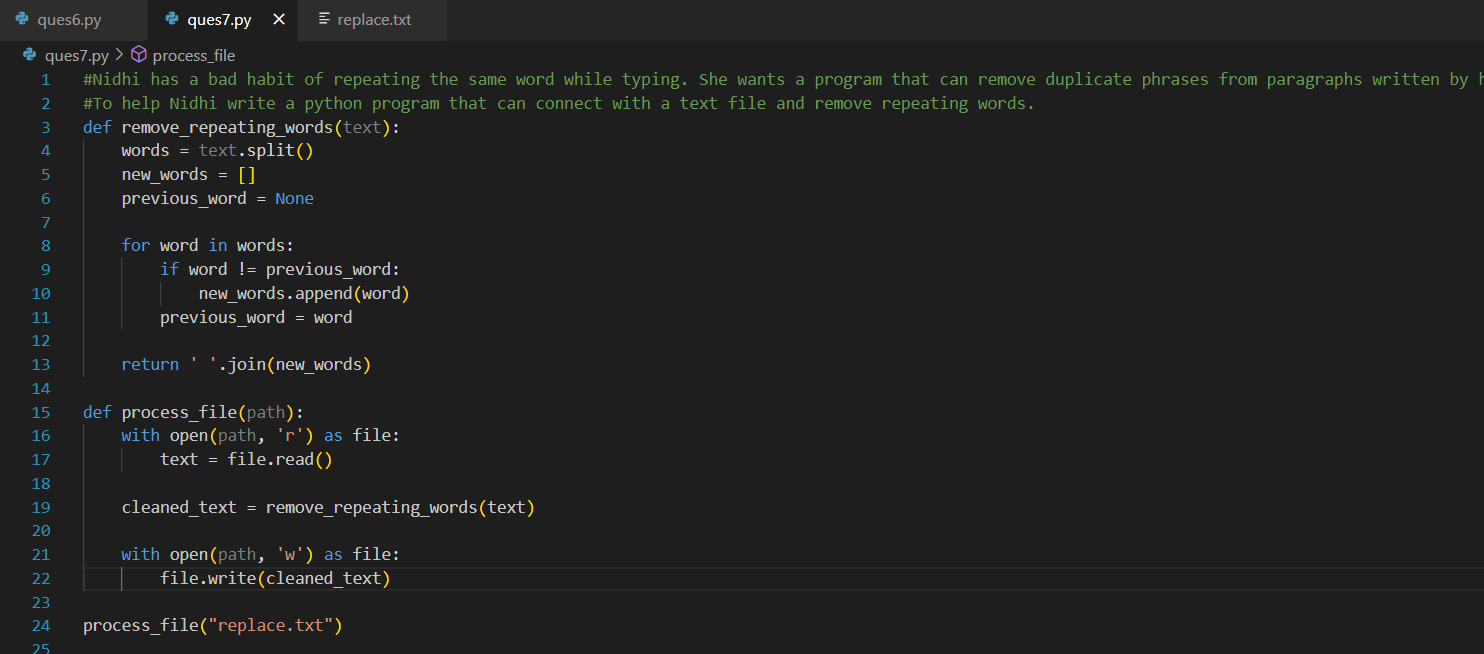 ques6.py ques7.py replace.txt
ques7.py process_file
1 #Nidhi has a bad habit of repeating the same word while typing. She wants a program that can remove duplicate phrases from paragraphs written by
2 #To help Nidhi write a python program that can connect with a text file and remove repeating words.
3 def remove_repeating_words(text):
4     words = text.split()
5     new_words = []
6     previous_word = None
7
8     for word in words:
9         if word != previous_word:
10             new_words.append(word)
11         previous_word = word
12
13     return ' '.join(new_words)
14
15 def process_file(path):
16     with open(path, 'r') as file:
17         text = file.read()
18
19     cleaned_text = remove_repeating_words(text)
20
21     with open(path, 'w') as file:
22         file.write(cleaned_text)
23
24 process_file("replace.txt")
25